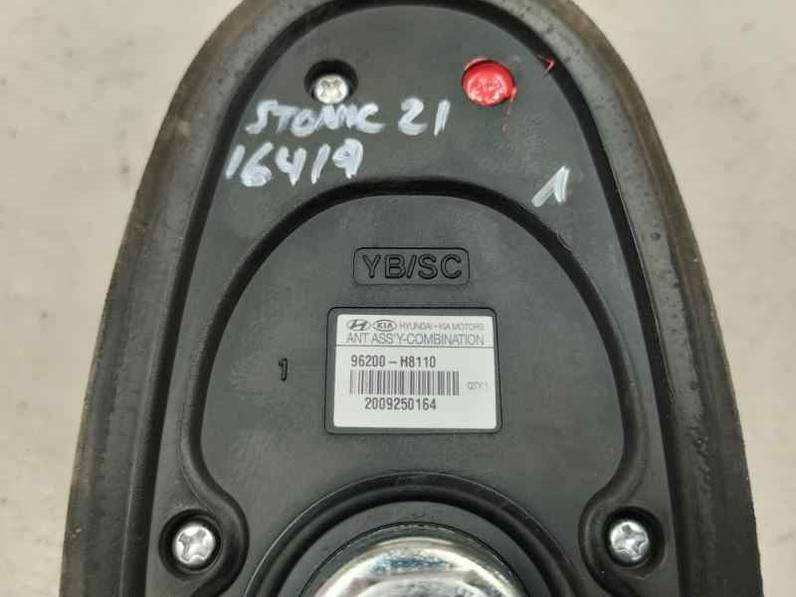 STONIC 21
16419
1
YB/SC
HYUNDAI • KIA MOTORS
ANT ASS'Y-COMBINATION
96200-H8110
1
QTY:1
2009250164